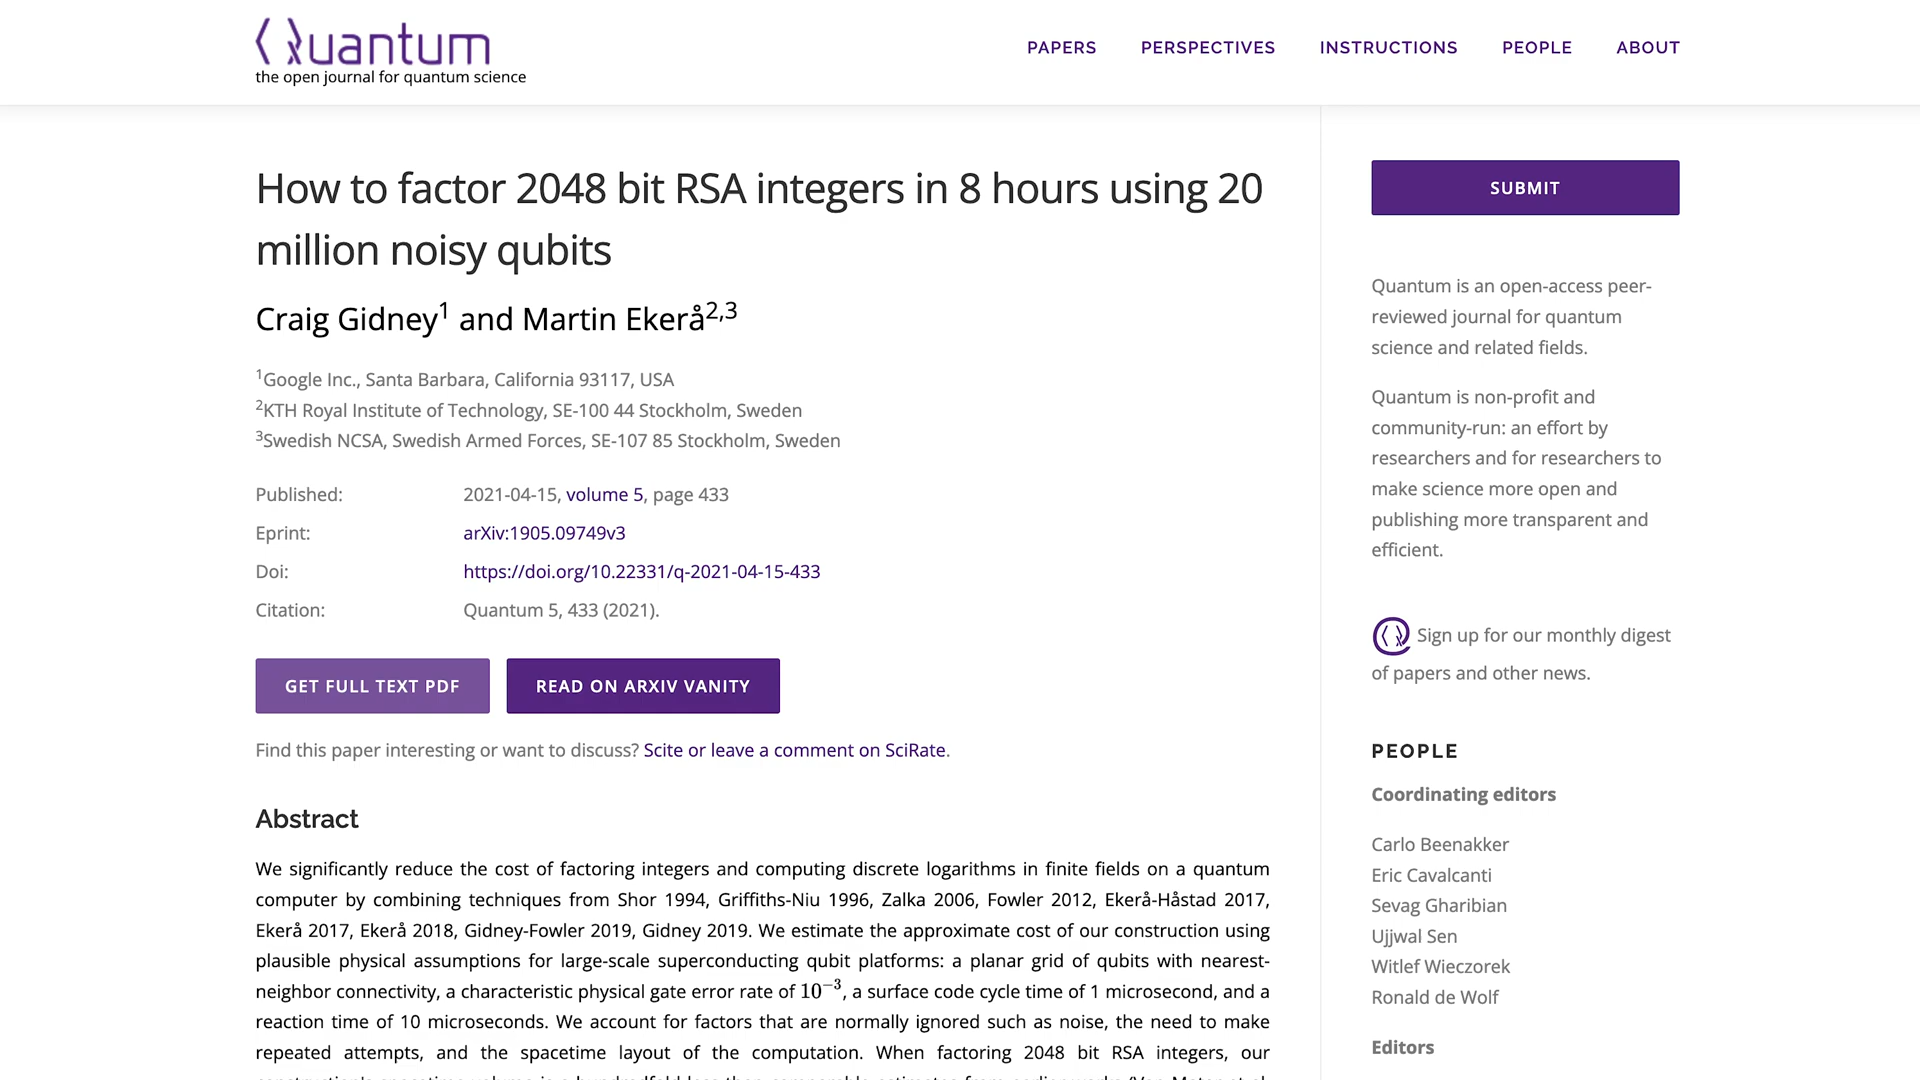 Quantum
the open journal for quantum science
PAPERS PERSPECTIVES INSTRUCTIONS PEOPLE ABOUT
How to factor 2048 bit RSA integers in 8 hours using 20
million noisy qubits
Craig Gidney1 and Martin Ekerå2,3
1Google Inc., Santa Barbara, California 93117, USA
2KTH Royal Institute of Technology, SE-100 44 Stockholm, Sweden
3Swedish NCSA, Swedish Armed Forces, SE-107 85 Stockholm, Sweden
Published: 2021-04-15, volume 5, page 433
Eprint: arXiv:1905.09749v3
Doi: https://doi.org/10.22331/q-2021-04-15-433
Citation: Quantum 5, 433 (2021).
GET FULL TEXT PDF READ ON ARXIV VANITY
Find this paper interesting or want to discuss? Scite or leave a comment on SciRate.
Abstract
We significantly reduce the cost of factoring integers and computing discrete logarithms in finite fields on a quantum
computer by combining techniques from Shor 1994, Griffiths-Niu 1996, Zalka 2006, Fowler 2012, Ekerå-Håstad 2017,
Ekerå 2017, Ekerå 2018, Gidney-Fowler 2019, Gidney 2019. We estimate the approximate cost of our construction using
plausible physical assumptions for large-scale superconducting qubit platforms: a planar grid of qubits with nearest-
neighbor connectivity, a characteristic physical gate error rate of 10−3, a surface code cycle time of 1 microsecond, and a
reaction time of 10 microseconds. We account for factors that are normally ignored such as noise, the need to make
repeated attempts, and the spacetime layout of the computation. When factoring 2048 bit RSA integers, our
SUBMIT
Quantum is an open-access peer-
reviewed journal for quantum
science and related fields.
Quantum is non-profit and
community-run: an effort by
researchers and for researchers to
make science more open and
publishing more transparent and
efficient.
Sign up for our monthly digest
of papers and other news.
PEOPLE
Coordinating editors
Carlo Beenakker
Eric Cavalcanti
Sevag Gharibian
Ujjwal Sen
Witlef Wieczorek
Ronald de Wolf
Editors